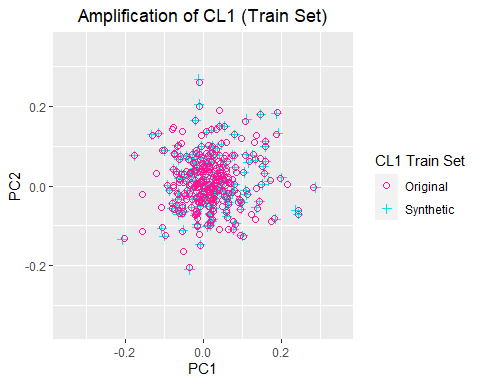 Amplification of CL1 (Train Set)
0.2
0.0
-0.2
PC2
-0.2
0.0
0.2
PC1
CL1 Train Set
Original
Synthetic